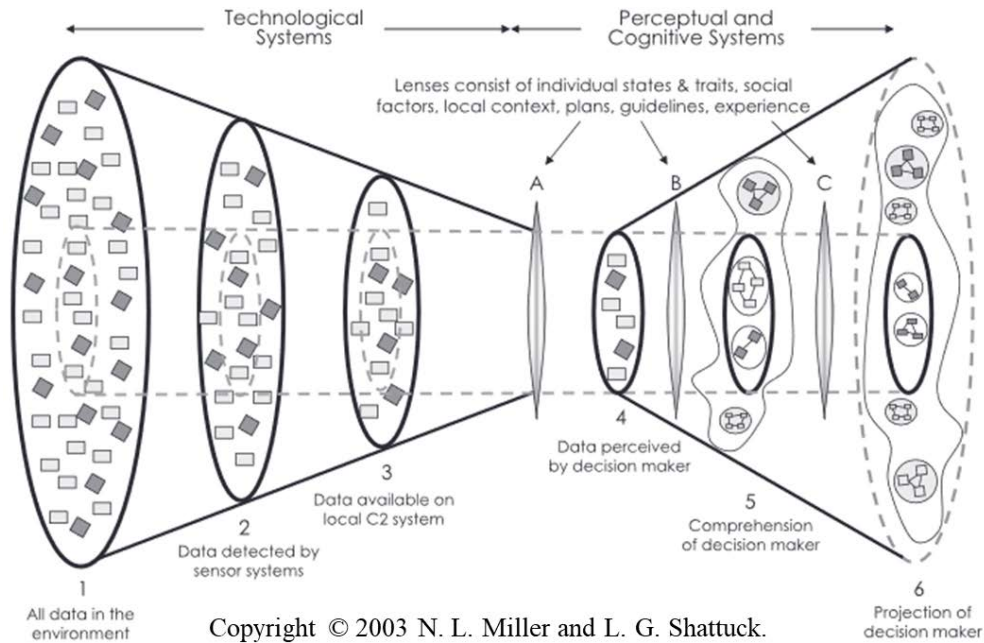 Technological
Systems
Perceptual and
Cognitive Systems
Lenses consist of individual states & traits, social
factors, local context, plans, guidelines, experience
A
B
C
1
All data in the
environment
2
Data detected by
sensor systems
3
Data available on
local C2 system
4
Data perceived
by decision maker
5
Comprehension
of decision maker
6
Projection of
decision maker
Copyright © 2003 N. L. Miller and L. G. Shattuck.